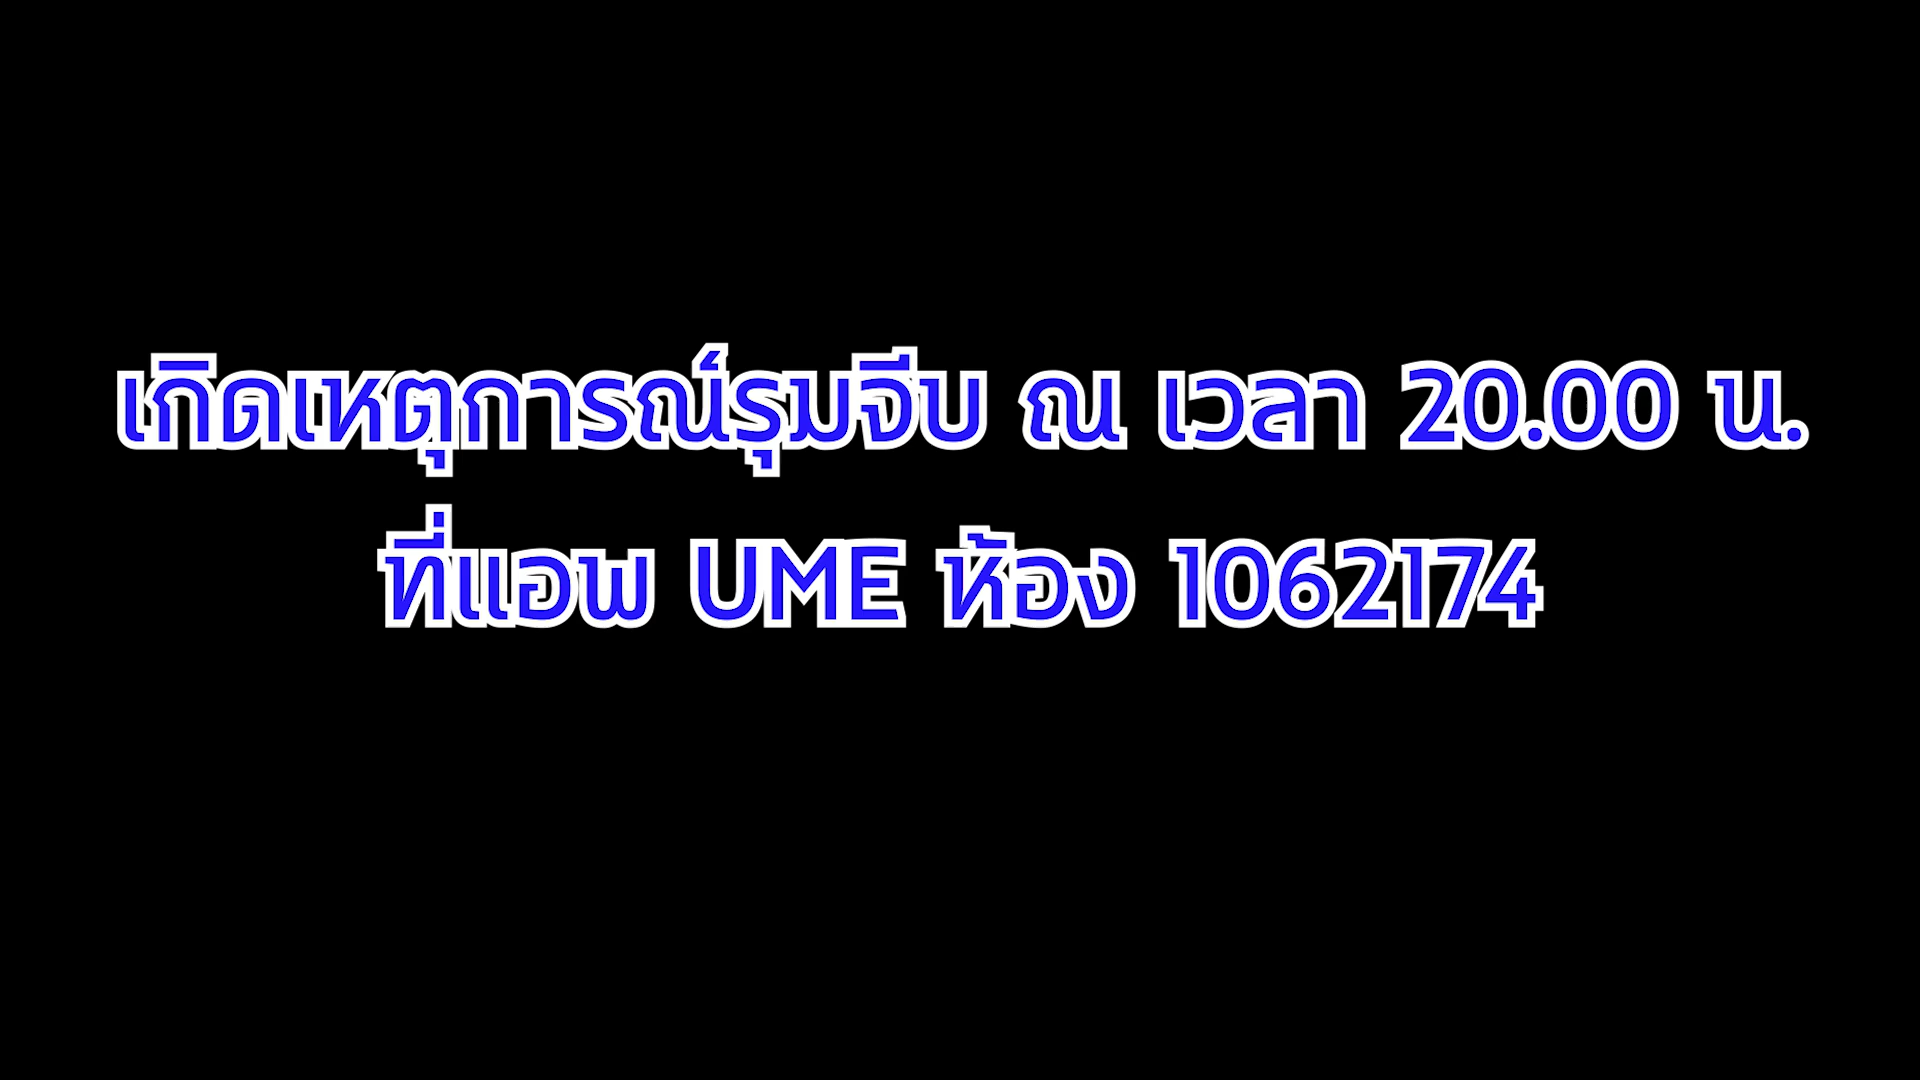 เกิดเหตุการณ์รุมจีบ ณ เวลา 20.00 น.
ที่แอพ UME ห้อง 1062174